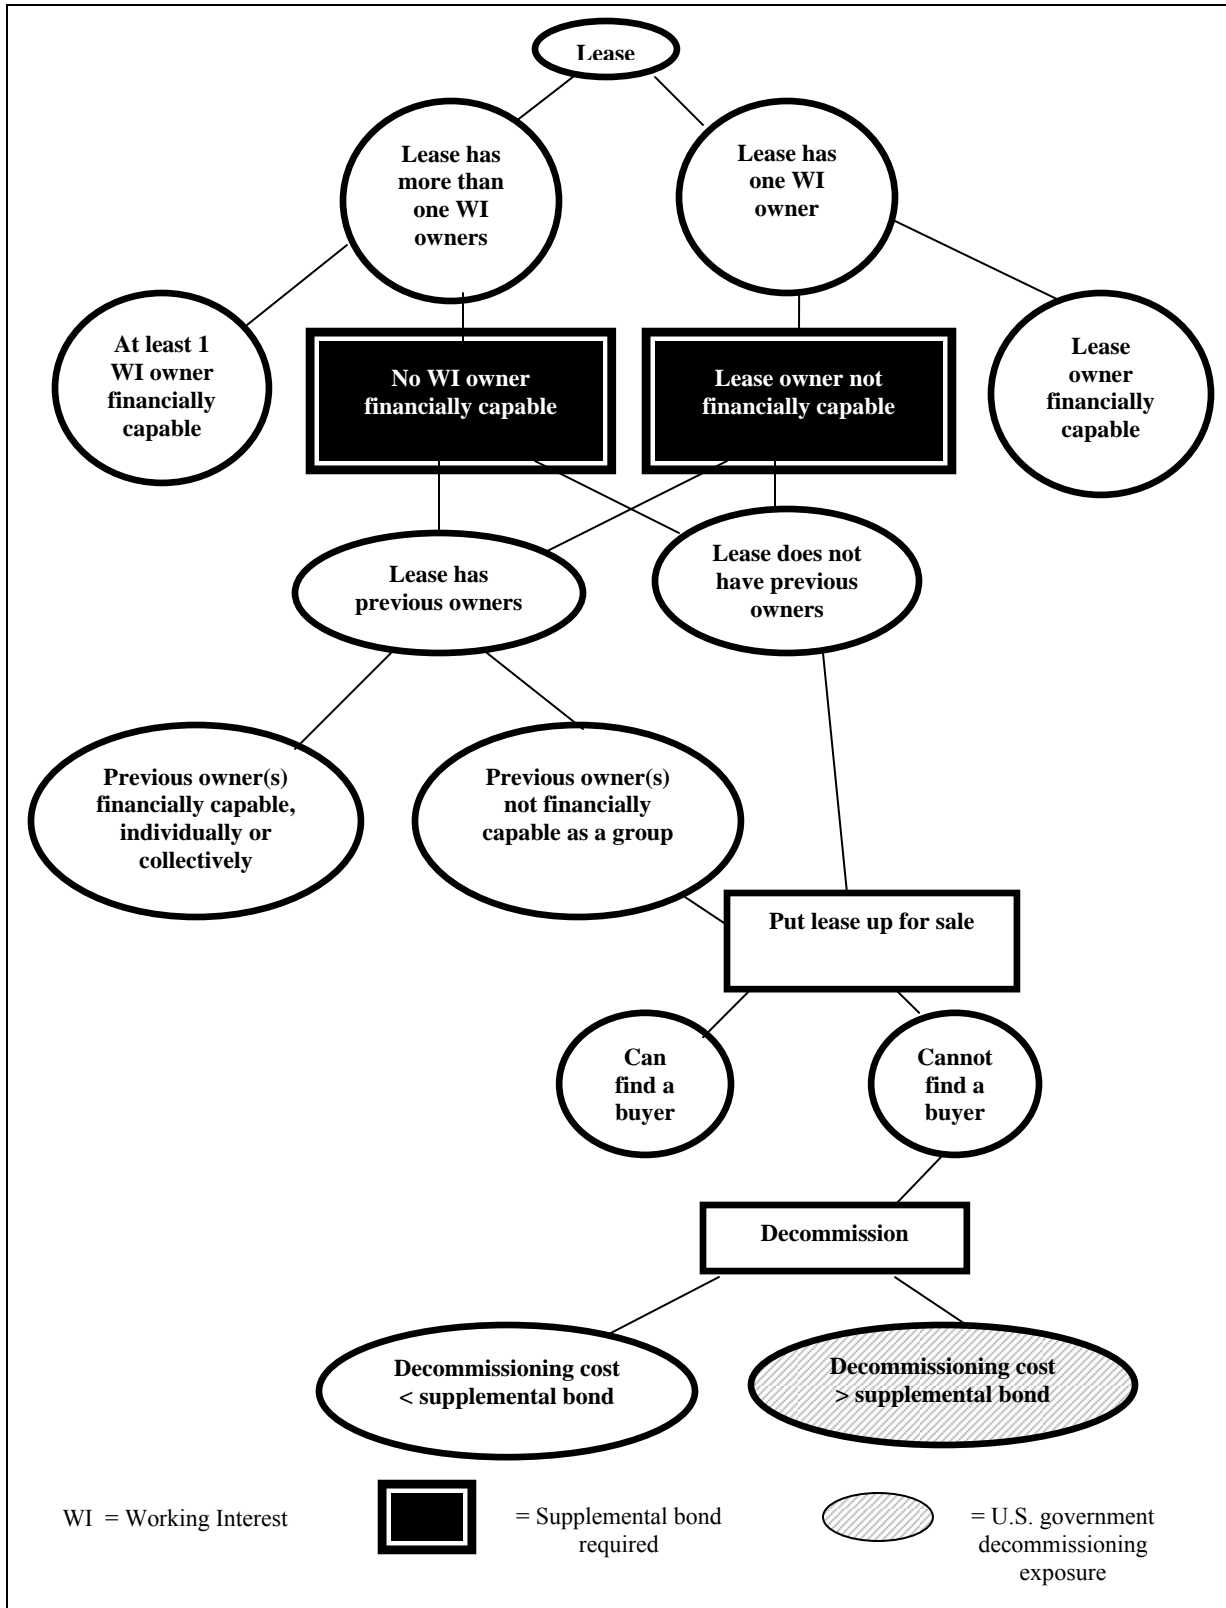 Lease
Lease has
more than
one WI
owners
Lease has
one WI
owner
At least 1
WI owner
financially
capable
No WI owner
financially capable
Lease owner not
financially capable
Lease
owner
financially
capable
Lease has
previous owners
Lease does not
have previous
owners
Previous owner(s)
financially capable,
individually or
collectively
Previous owner(s)
not financially
capable as a group
Put lease up for sale
Can
find a
buyer
Cannot
find a
buyer
Decommission
Decommissioning cost
< supplemental bond
Decommissioning cost
> supplemental bond
WI = Working Interest
= Supplemental bond
required
= U.S. government
decommissioning
exposure